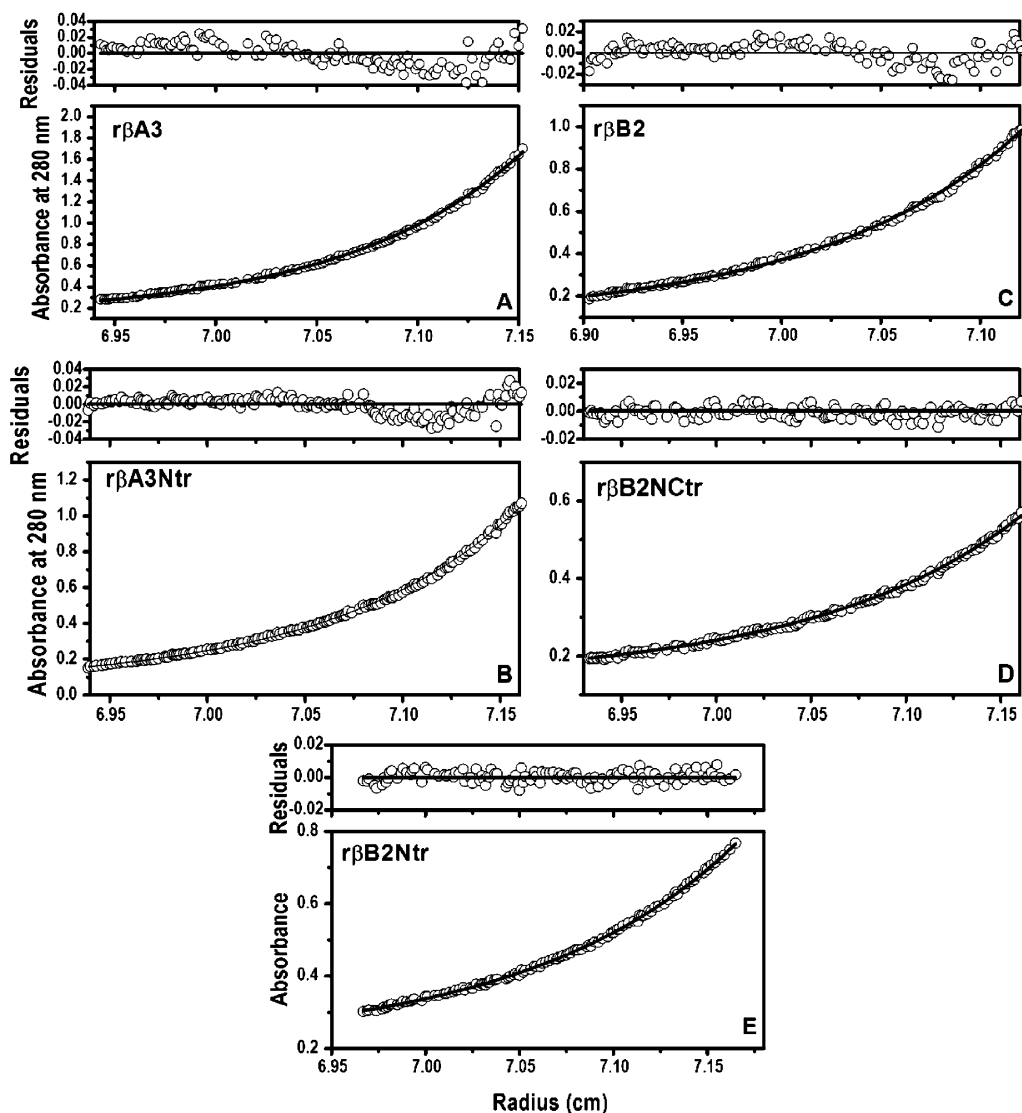 Residuals
0.04
0.02
0.00
-0.02
-0.04
Absorbance at 280 nm
2.0
1.8
1.6
1.4
1.2
1.0
0.8
0.6
0.4
0.2
rβA3
A
6.95 7.00 7.05 7.10 7.15
0.02
0.00
-0.02
1.0
0.8
0.6
0.4
0.2
rβB2
C
6.90 6.95 7.00 7.05 7.10
Residuals
0.04
0.02
0.00
-0.02
-0.04
Absorbance at 280 nm
1.2
1.0
0.8
0.6
0.4
0.2
0.0
rβA3Ntr
B
6.95 7.00 7.05 7.10 7.15
0.02
0.00
-0.02
0.6
0.4
0.2
rβB2NCtr
D
6.95 7.00 7.05 7.10 7.15
Residuals
0.02
0.00
-0.02
Absorbance
0.8
0.6
0.4
0.2
rβB2Ntr
E
6.95 7.00 7.05 7.10 7.15
Radius (cm)